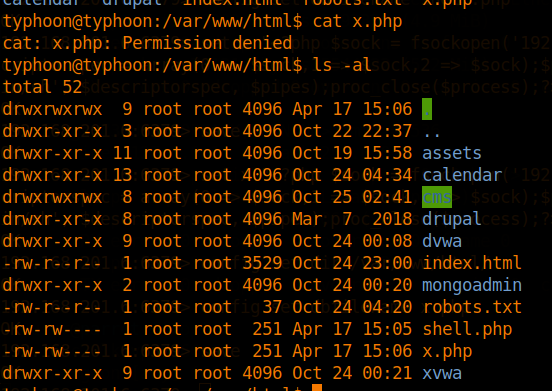 calendar drupal index.html robots.txt x.php
typhoon@typhoon:/var/www/html$ cat x.php
cat: x.php: Permission denied
typhoon@typhoon:/var/www/html$ ls -al
total 52
drwxrwxrwx 9 root root 4096 Apr 17 15:06 .
drwxr-xr-x 3 root root 4096 Oct 22 22:37 ..
drwxr-xr-x 11 root root 4096 Oct 19 15:58 assets
drwxr-xr-x 13 root root 4096 Oct 24 04:34 calendar
drwxrwxrwx 8 root root 4096 Oct 25 02:41 cms
drwxr-xr-x 8 root root 4096 Mar 7 2018 drupal
drwxr-xr-x 9 root root 4096 Oct 24 00:08 dvwa
-rw-r--r-- 1 root root 3529 Oct 24 23:00 index.html
drwxr-xr-x 2 root root 4096 Oct 24 00:20 mongoadmin
-rw-r--r-- 1 root root 37 Oct 24 04:20 robots.txt
-rw-rw---- 1 root root 251 Apr 17 15:05 shell.php
-rw-rw---- 1 root root 251 Apr 17 15:06 x.php
drwxr-xr-x 9 root root 4096 Oct 24 00:21 xvwa
typhoon@typhoon:/var/www/html$